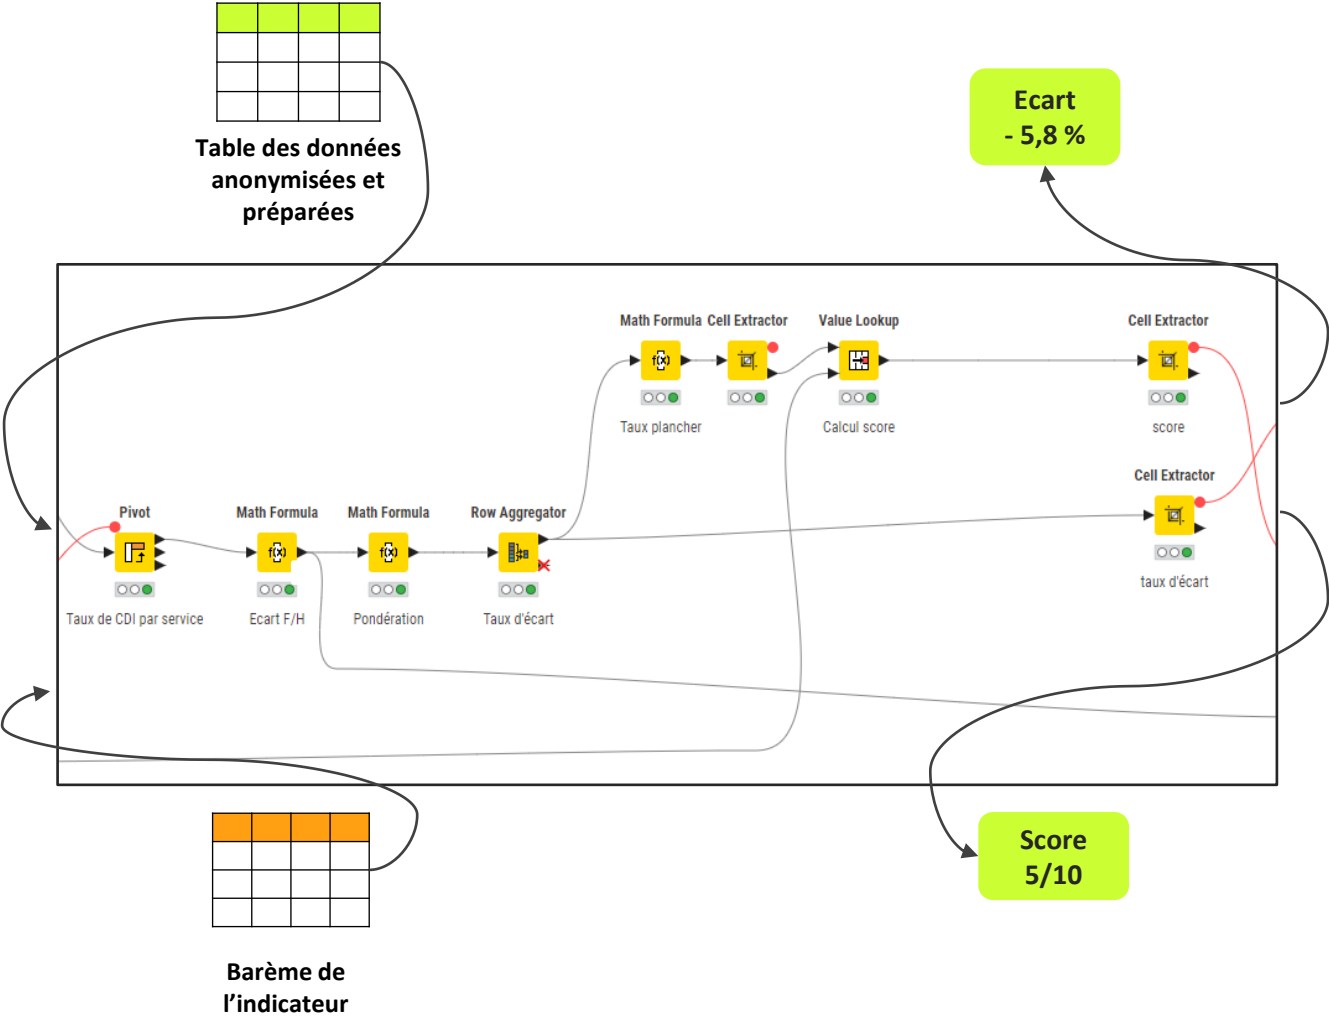 Table des données
anonymisées et
préparées
Ecart
- 5,8 %
Math Formula
Cell Extractor
Value Lookup
Cell Extractor
f(x)
Taux plancher
Calcul score
score
Cell Extractor
taux d'écart
Pivot
Math Formula
Math Formula
Row Aggregator
f(x)
f(x)
Taux de CDI par service
Ecart F/H
Pondération
Taux d'écart
Score
5/10
Barème de
l'indicateur